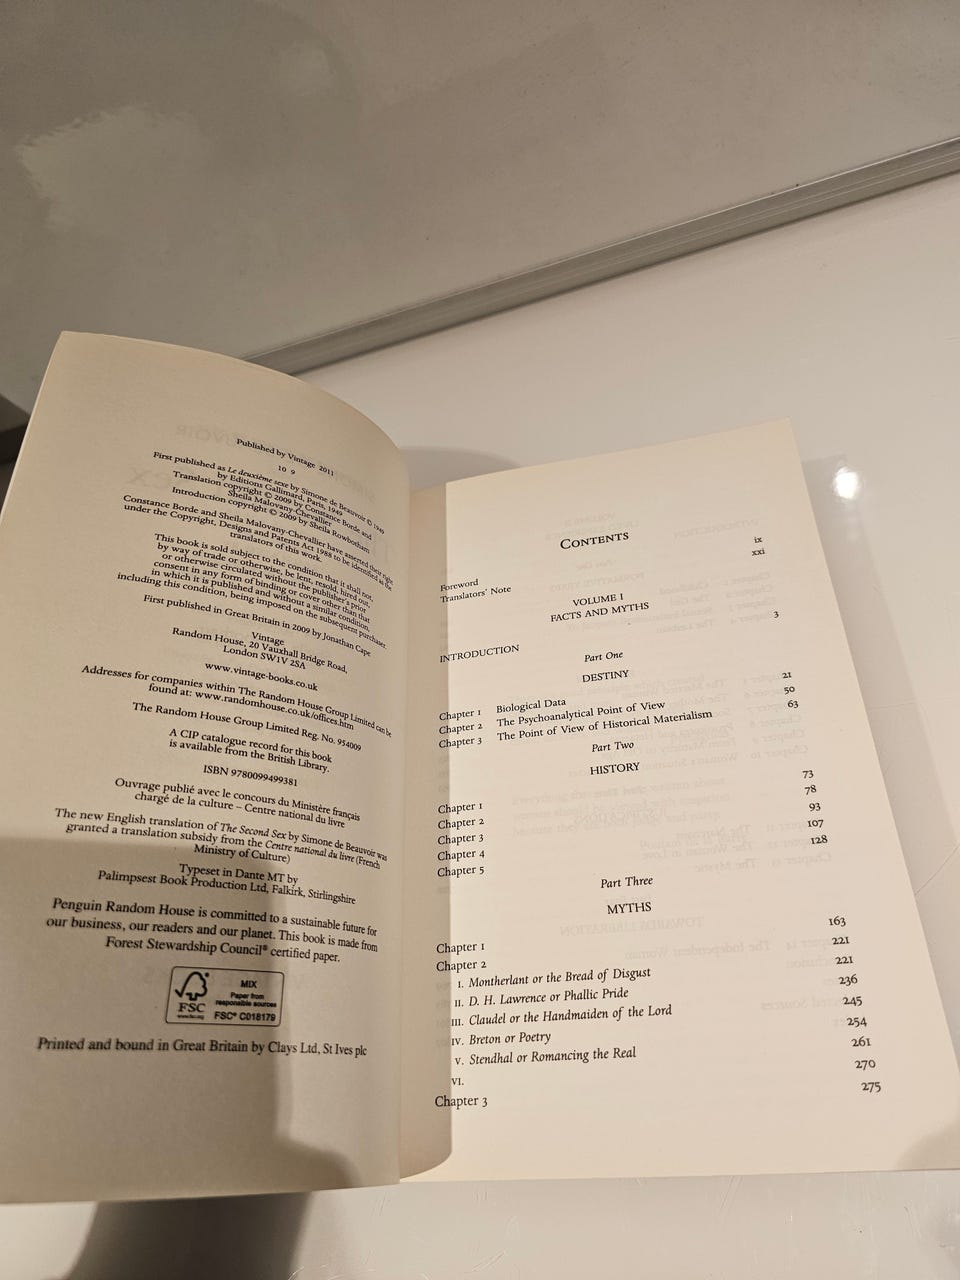 Published by Vintage 2011
10 9
First published as Le deuxième sexe by Simone de Beauvoir © 1949
by Editions Gallimard, Paris, 1949
Translation copyright © 2009 by Constance Borde and
Sheila Malovany-Chevallier
Introduction copyright © 2009 by Sheila Rowbotham
Constance Borde and Sheila Malovany-Chevallier have asserted their right
under the Copyright, Designs and Patents Act 1988 to be identified as the
translators of this work.
This book is sold subject to the condition that it shall not,
by way of trade or otherwise, be lent, resold, hired out,
or otherwise circulated without the publisher's prior
consent in any form of binding or cover other than that
in which it is published and without a similar condition,
including this condition, being imposed on the subsequent purchaser.
First published in Great Britain in 2009 by Jonathan Cape
Vintage
Random House, 20 Vauxhall Bridge Road,
London SW1V 2SA
www.vintage-books.co.uk
Addresses for companies within The Random House Group Limited can be
found at: www.randomhouse.co.uk/offices.htm
The Random House Group Limited Reg. No. 954009
A CIP catalogue record for this book
is available from the British Library.
ISBN 9780099499381
Ouvrage publié avec le concours du Ministère français
chargé de la culture – Centre national du livre
The new English translation of The Second Sex by Simone de Beauvoir was
granted a translation subsidy from the Centre national du livre (French
Ministry of Culture)
Typeset in Dante MT by
Palimpsest Book Production Ltd, Falkirk, Stirlingshire
Penguin Random House is committed to a sustainable future for
our business, our readers and our planet. This book is made from
Forest Stewardship Council® certified paper.
FSC
www.fsc.org
MIX
Paper from
responsible sources
FSC® C018179
Printed and bound in Great Britain by Clays Ltd, St Ives plc
CONTENTS
Foreword ix
Translators' Note xxi
VOLUME I
FACTS AND MYTHS
INTRODUCTION 3
Part One
DESTINY
Chapter 1 Biological Data 21
Chapter 2 The Psychoanalytical Point of View 50
Chapter 3 The Point of View of Historical Materialism 63
Part Two
HISTORY
Chapter 1 73
Chapter 2 78
Chapter 3 93
Chapter 4 107
Chapter 5 128
Part Three
MYTHS
Chapter 1 163
Chapter 2 221
I. Montherlant or the Bread of Disgust 221
II. D. H. Lawrence or Phallic Pride 236
III. Claudel or the Handmaiden of the Lord 245
IV. Breton or Poetry 254
V. Stendhal or Romancing the Real 261
VI. 270
Chapter 3 275